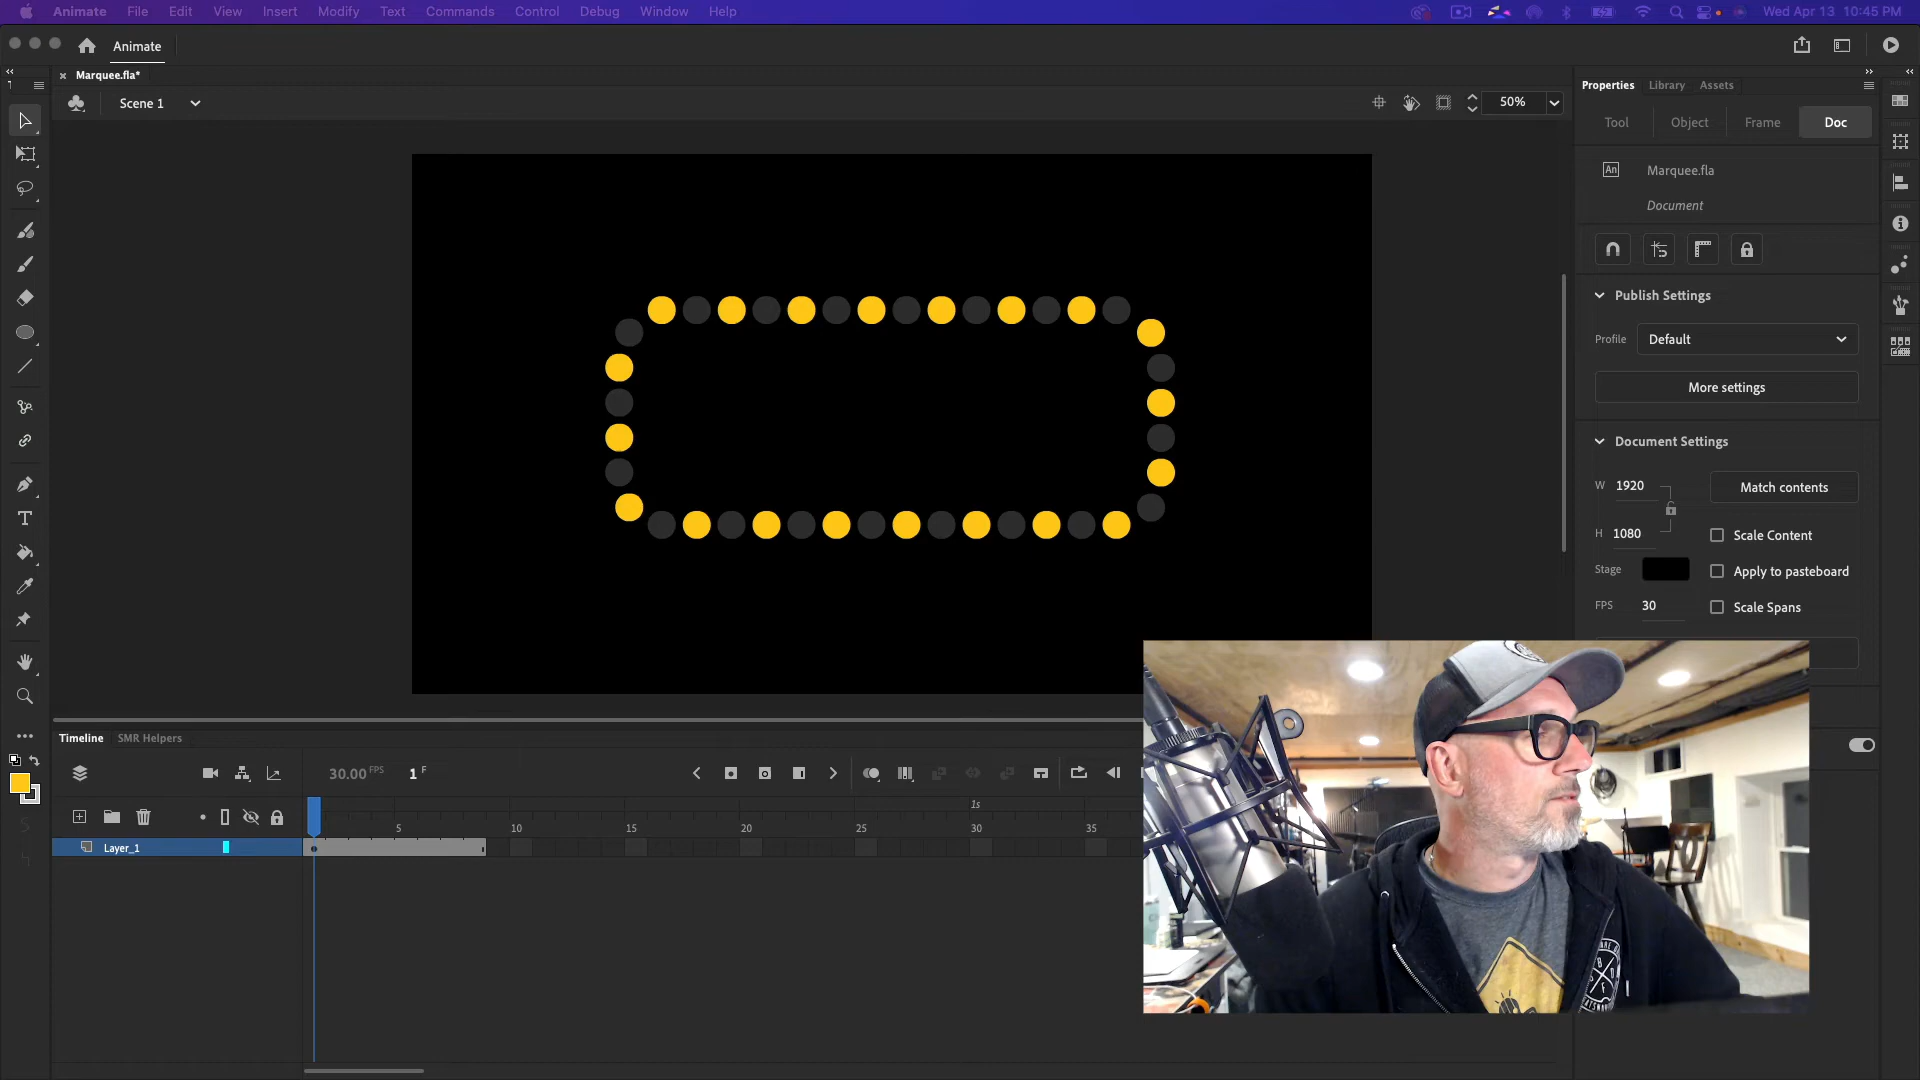 Animate File Edit View Insert Modify Text Commands Control Debug Window Help Wed Apr 13 10:45 PM
Animate
Marquee.fla*
Scene 1
50%
Properties Library Assets
Tool Object Frame Doc
An Marquee.fla
Document
Publish Settings
Profile Default
More settings
Document Settings
W 1920 Match contents
H 1080 Scale Content
Stage Apply to pasteboard
FPS 30 Scale Spans
Timeline SMR Helpers
30.00 FPS 1 F
1s
5 10 15 20 25 30 35
Layer_1